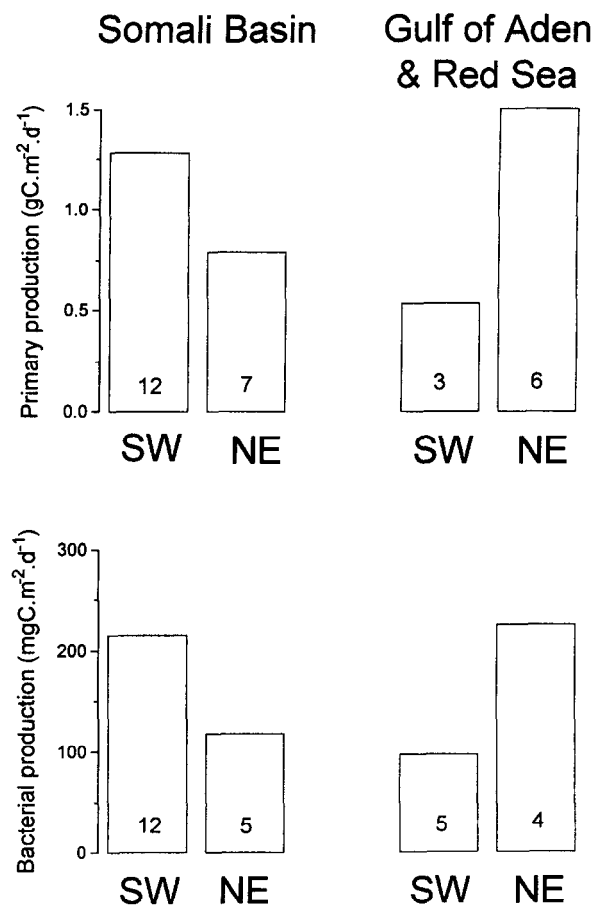 Somali Basin
Gulf of Aden
& Red Sea
Primary production (gC.m⁻².d⁻¹)
1.5
1.0
0.5
0.0
12
7
3
6
SW
NE
SW
NE
Bacterial production (mgC.m⁻².d⁻¹)
300
200
100
0
12
5
5
4
SW
NE
SW
NE